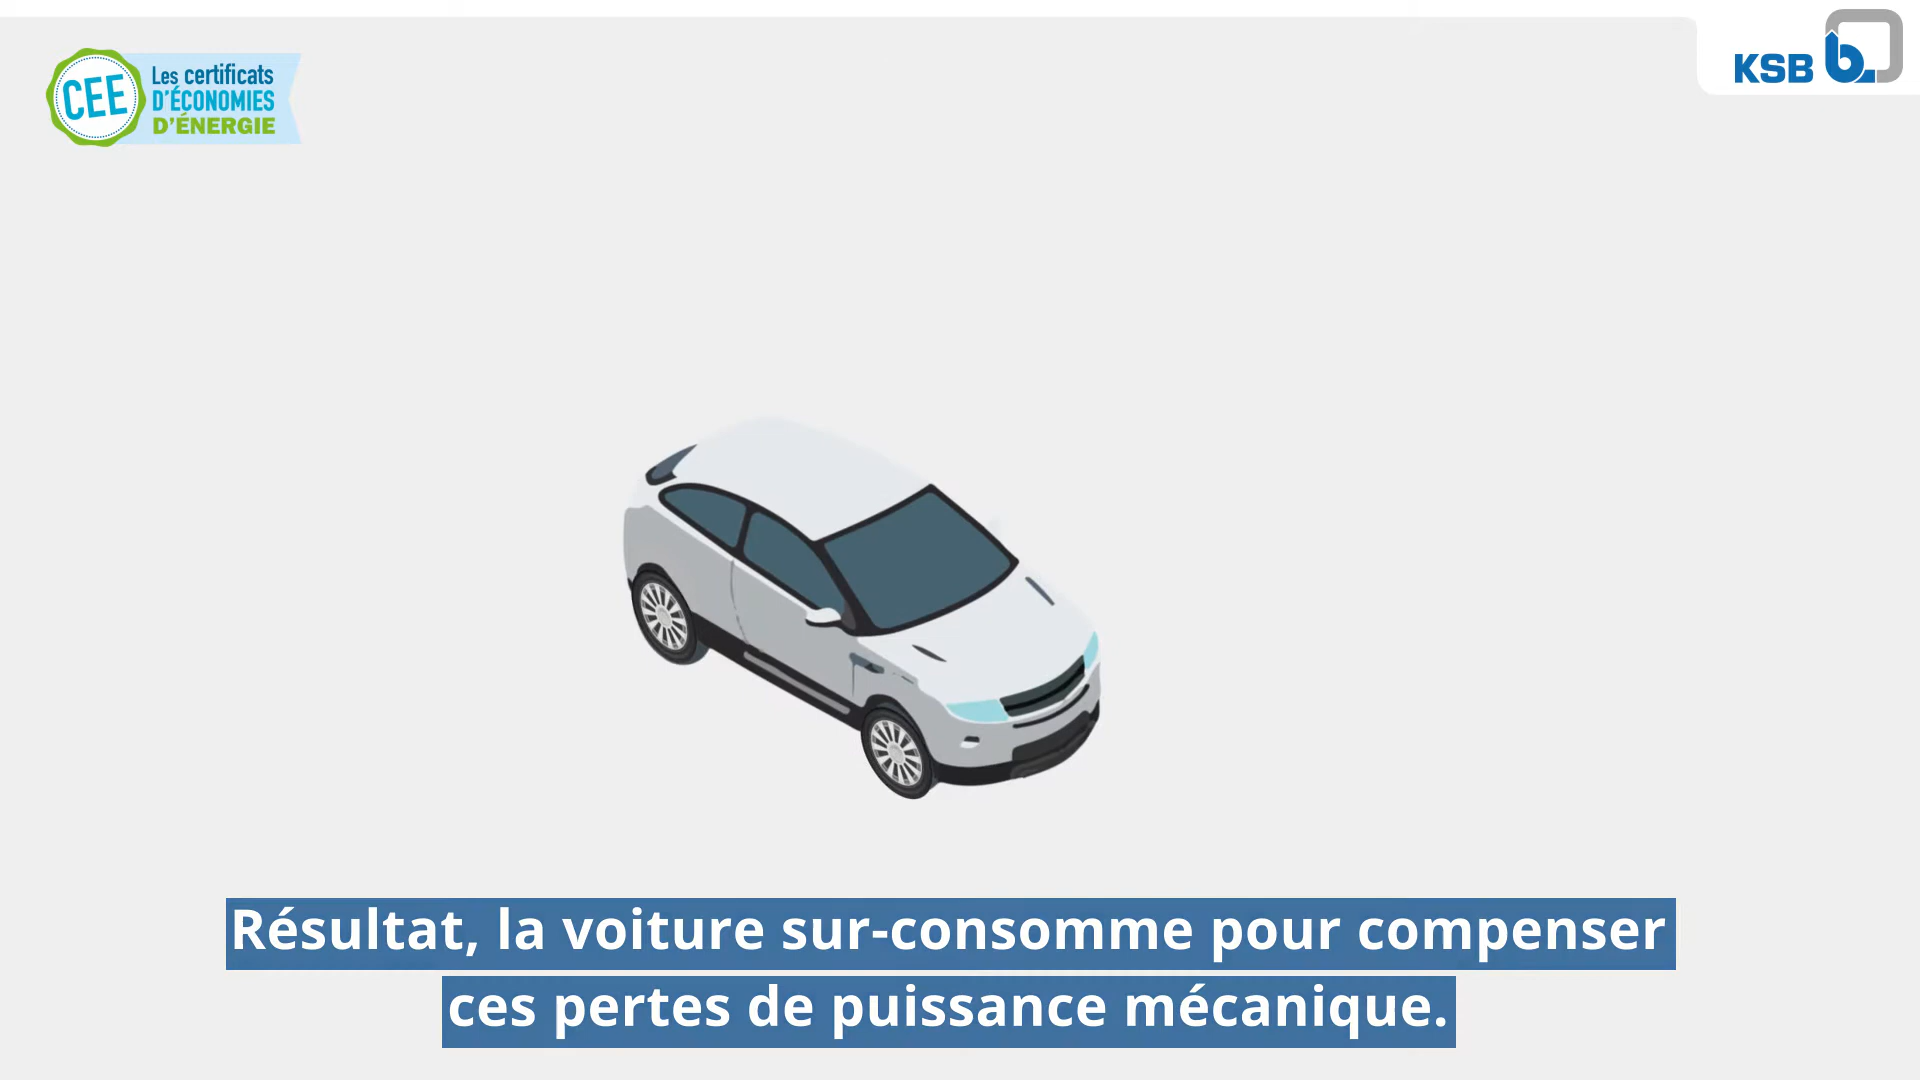 CEE
Les certificats
D'ÉCONOMIES
D'ÉNERGIE
KSB
Résultat, la voiture sur-consomme pour compenser
ces pertes de puissance mécanique.